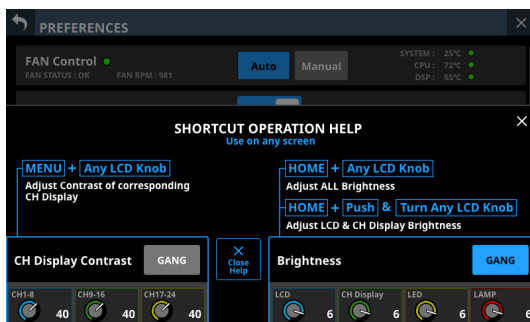 PREFERENCES
FAN Control
FAN STATUS : OK FAN RPM : 981
Auto Manual
SYSTEM : 25°C
CPU : 72°C
DSP : 55°C
SHORTCUT OPERATION HELP
Use on any screen
MENU + Any LCD Knob
Adjust Contrast of corresponding
CH Display
HOME + Any LCD Knob
Adjust ALL Brightness
HOME + Push & Turn Any LCD Knob
Adjust LCD & CH Display Brightness
CH Display Contrast GANG
Close
Help
Brightness GANG
CH1-8 CH9-16 CH17-24 LCD CH Display LED LAMP
40 40 40 6 6 6